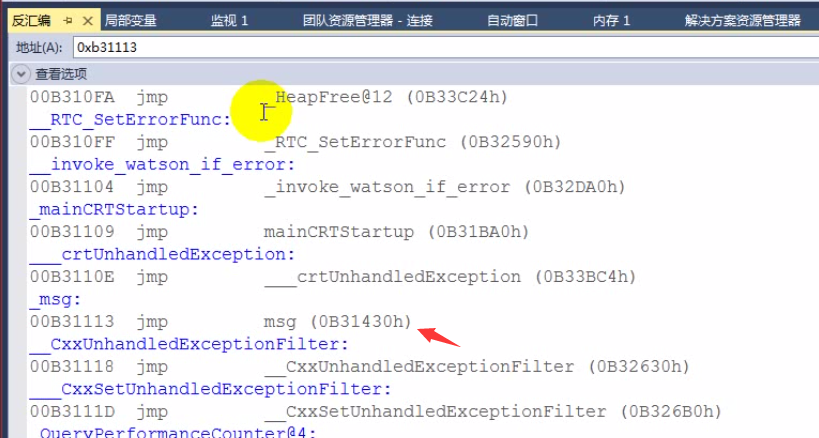 反汇编 局部变量 监视 1 团队资源管理器 - 连接 自动窗口 内存 1 解决方案资源管理器
地址(A): 0xb31113
查看选项
00B310FA jmp _HeapFree@12 (0B33C24h)
__RTC_SetErrorFunc:
00B310FF jmp _RTC_SetErrorFunc (0B32590h)
__invoke_watson_if_error:
00B31104 jmp _invoke_watson_if_error (0B32DA0h)
_mainCRTStartup:
00B31109 jmp mainCRTStartup (0B31BA0h)
___crtUnhandledException:
00B3110E jmp ___crtUnhandledException (0B33BC4h)
_msg:
00B31113 jmp msg (0B31430h)
__CxxUnhandledExceptionFilter:
00B31118 jmp __CxxUnhandledExceptionFilter (0B32630h)
___CxxSetUnhandledExceptionFilter:
00B3111D jmp __CxxSetUnhandledExceptionFilter (0B326B0h)
_QueryPerformanceCounter@4: